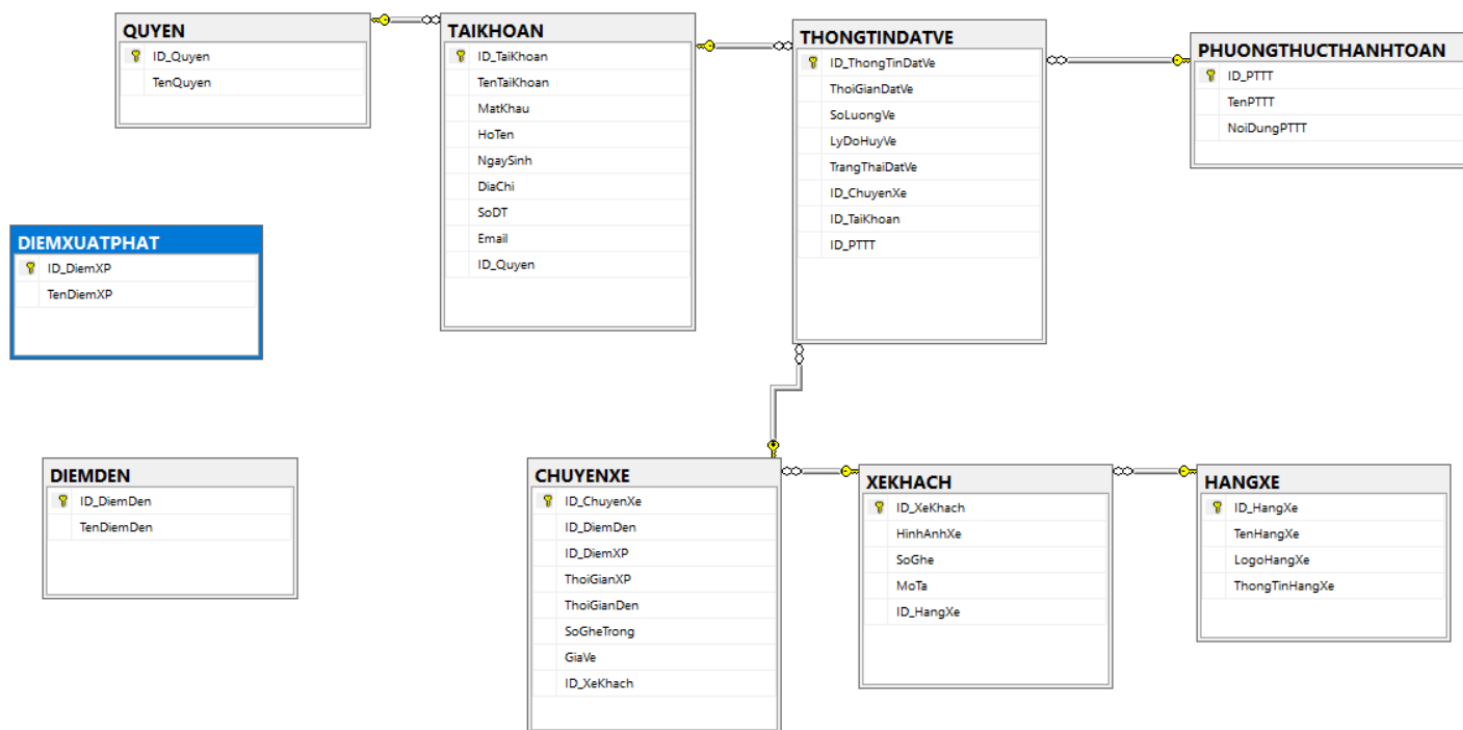 QUYEN
ID_Quyen
TenQuyen
TAIKHOAN
ID_TaiKhoan
TenTaiKhoan
MatKhau
HoTen
NgaySinh
DiaChi
SoDT
Email
ID_Quyen
THONGTINDATVE
ID_ThongTinDatVe
ThoiGianDatVe
SoLuongVe
LyDoHuyVe
TrangThaiDatVe
ID_ChuyenXe
ID_TaiKhoan
ID_PTTT
PHUONGTHUCTHANHTOAN
ID_PTTT
TenPTTT
NoiDungPTTT
DIEMXUATPHAT
ID_DiemXP
TenDiemXP
DIEMDEN
ID_DiemDen
TenDiemDen
CHUYENXE
ID_ChuyenXe
ID_DiemDen
ID_DiemXP
ThoiGianXP
ThoiGianDen
SoGheTrong
GiaVe
ID_XeKhach
XEKHACH
ID_XeKhach
HinhAnhXe
SoGhe
MoTa
ID_HangXe
HANGXE
ID_HangXe
TenHangXe
LogoHangXe
ThongTinHangXe